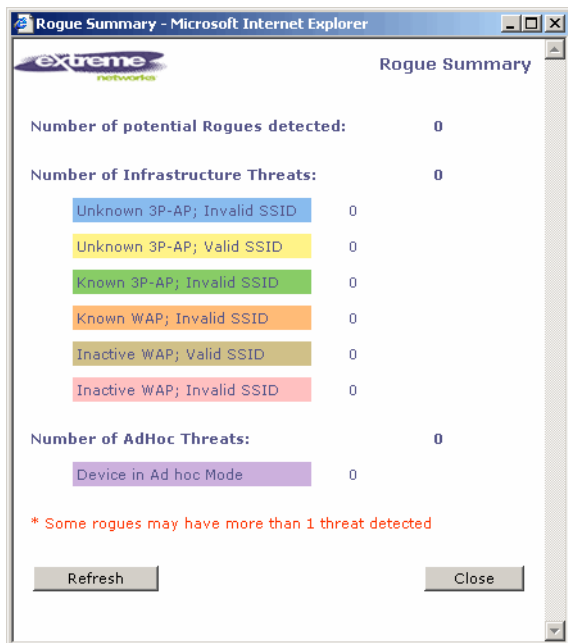 Rogue Summary - Microsoft Internet Explorer
extreme
networks
Rogue Summary
Number of potential Rogues detected: 0
Number of Infrastructure Threats: 0
Unknown 3P-AP; Invalid SSID 0
Unknown 3P-AP; Valid SSID 0
Known 3P-AP; Invalid SSID 0
Known WAP; Invalid SSID 0
Inactive WAP; Valid SSID 0
Inactive WAP; Invalid SSID 0
Number of AdHoc Threats: 0
Device in Ad hoc Mode 0
* Some rogues may have more than 1 threat detected
Refresh Close